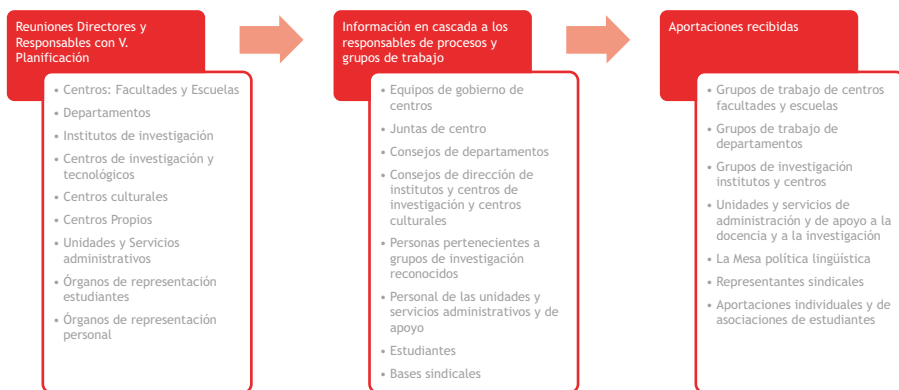 Reuniones Directores y
Responsables con V.
Planificación
• Centros: Facultades y Escuelas
• Departamentos
• Institutos de investigación
• Centros de investigación y
tecnológicos
• Centros culturales
• Centros Propios
• Unidades y Servicios
administrativos
• Órganos de representación
estudiantes
• Órganos de representación
personal
Información en cascada a los
responsables de procesos y
grupos de trabajo
• Equipos de gobierno de
centros
• Juntas de centro
• Consejos de departamentos
• Consejos de dirección de
institutos y centros de
investigación y centros
culturales
• Personas pertenecientes a
grupos de investigación
reconocidos
• Personal de las unidades y
servicios administrativos y de
apoyo
• Estudiantes
• Bases sindicales
Aportaciones recibidas
• Grupos de trabajo de centros
facultades y escuelas
• Grupos de trabajo de
departamentos
• Grupos de investigación
institutos y centros
• Unidades y servicios de
administración y de apoyo a la
docencia y a la investigación
• La Mesa política lingüística
• Representantes sindicales
• Aportaciones individuales y de
asociaciones de estudiantes